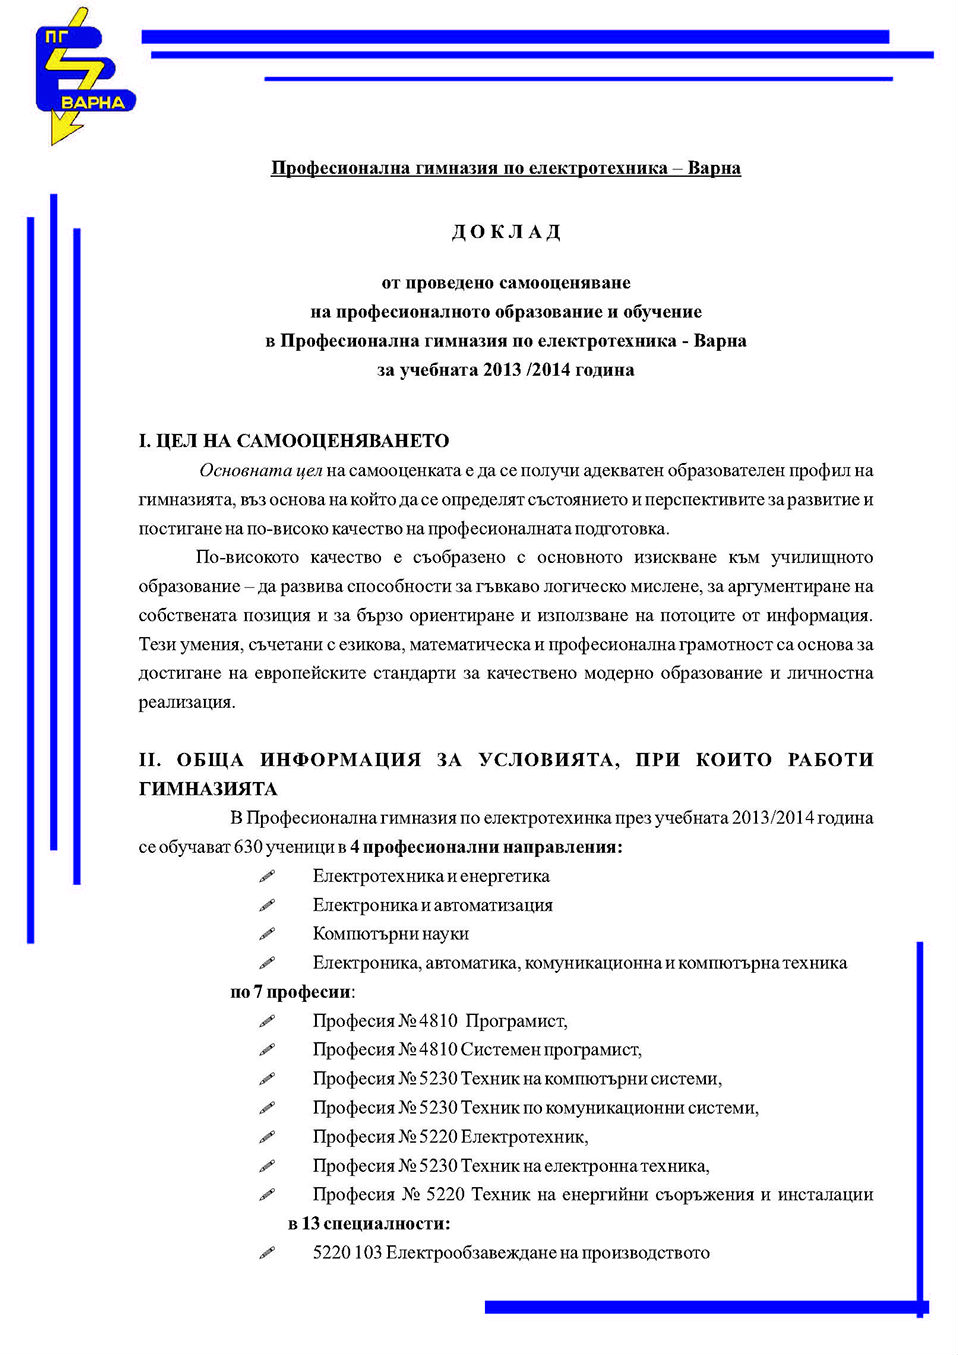 ПГ
ВАРНА
Професионална гимназия по електротехника – Варна
Д О К Л А Д
от проведено самооценяване
на професионалното образование и обучение
в Професионална гимназия по електротехника - Варна
за учебната 2013 /2014 година
I. ЦЕЛ НА САМООЦЕНЯВАНЕТО
Основната цел на самооценката е да се получи адекватен образователен профил на
гимназията, въз основа на който да се определят състоянието и перспективите за развитие и
постигане на по-високо качество на професионалната подготовка.
По-високото качество е съобразено с основното изискване към училищното
образование – да развива способности за гъвкаво логическо мислене, за аргументиране на
собствената позиция и за бързо ориентиране и използване на потоците от информация.
Тези умения, съчетани с езикова, математическа и професионална грамотност са основа за
достигане на европейските стандарти за качествено модерно образование и личностна
реализация.
II. ОБЩА ИНФОРМАЦИЯ ЗА УСЛОВИЯТА, ПРИ КОИТО РАБОТИ
ГИМНАЗИЯТА
В Професионална гимназия по електротехинка през учебната 2013/2014 година
се обучават 630 ученици в 4 професионални направления:
Електротехника и енергетика
Електроника и автоматизация
Компютърни науки
Електроника, автоматика, комуникационна и компютърна техника
по 7 професии:
Професия № 4810 Програмист,
Професия № 4810 Системен програмист,
Професия № 5230 Техник на компютърни системи,
Професия № 5230 Техник по комуникационни системи,
Професия № 5220 Електротехник,
Професия № 5230 Техник на електронна техника,
Професия № 5220 Техник на енергийни съоръжения и инсталации
в 13 специалности:
5220 103 Електрообзавеждане на производството